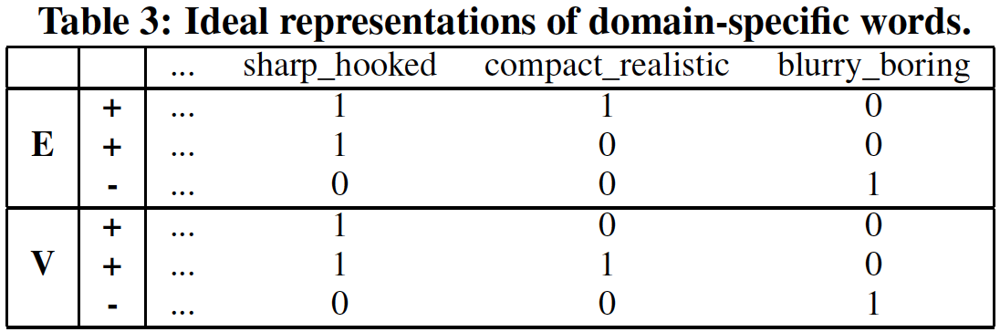 Table 3: Ideal representations of domain-specific words.
... sharp_hooked compact_realistic blurry_boring
+ ... 1 1 0
E + ... 1 0 0
- ... 0 0 1
+ ... 1 0 0
V + ... 1 1 0
- ... 0 0 1